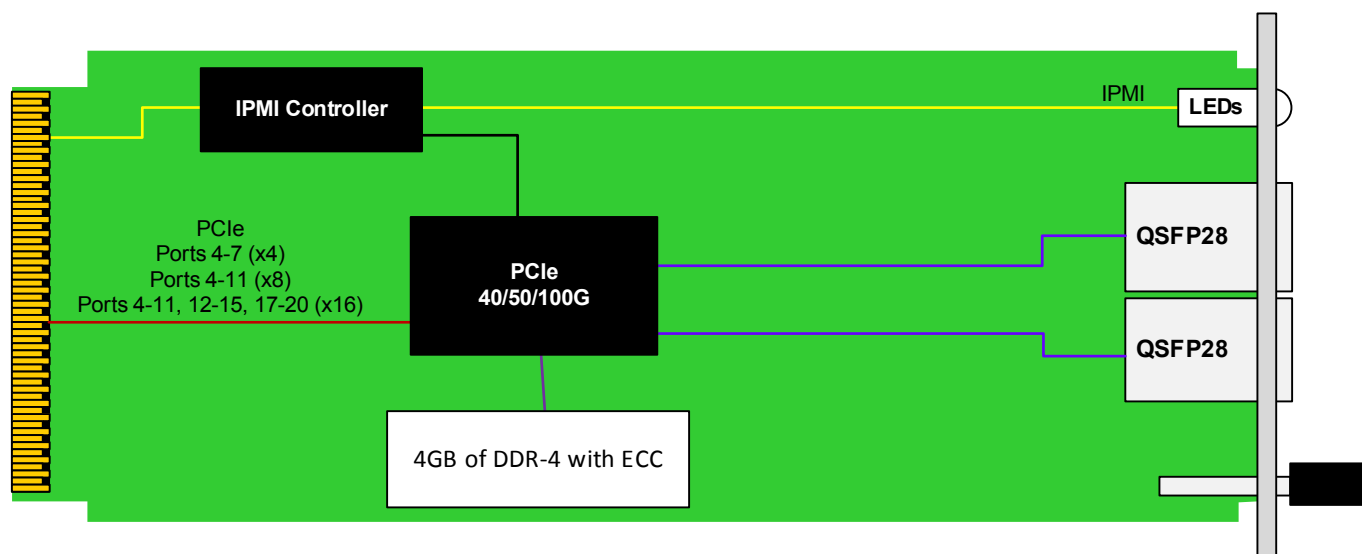 IPMI Controller
IPMI
LEDs
PCIe
Ports 4-7 (x4)
Ports 4-11 (x8)
Ports 4-11, 12-15, 17-20 (x16)
PCIe
40/50/100G
QSFP28
QSFP28
4GB of DDR-4 with ECC